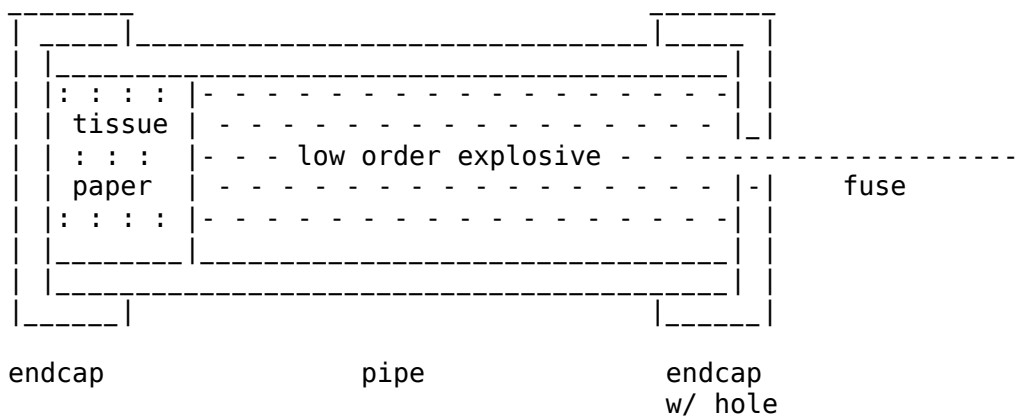 tissue
low order explosive
paper
fuse
endcap pipe endcap
w/ hole